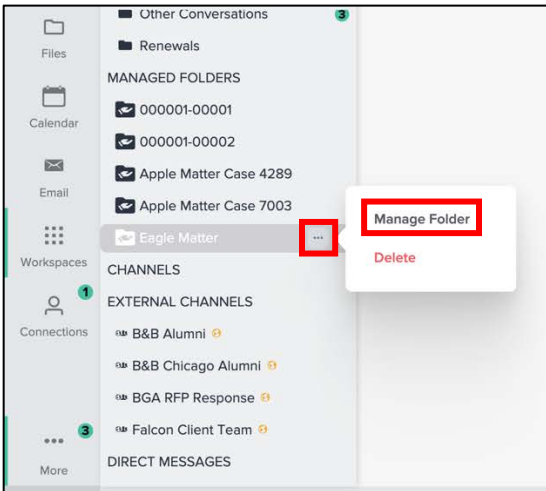 Other Conversations 3
Files
Renewals
MANAGED FOLDERS
000001-00001
Calendar
000001-00002
Apple Matter Case 4289
Email
Apple Matter Case 7003
Manage Folder
Eagle Matter ...
Workspaces
Delete
CHANNELS
1
EXTERNAL CHANNELS
Connections
B&B Alumni
B&B Chicago Alumni
BGA RFP Response
3
Falcon Client Team
More
DIRECT MESSAGES